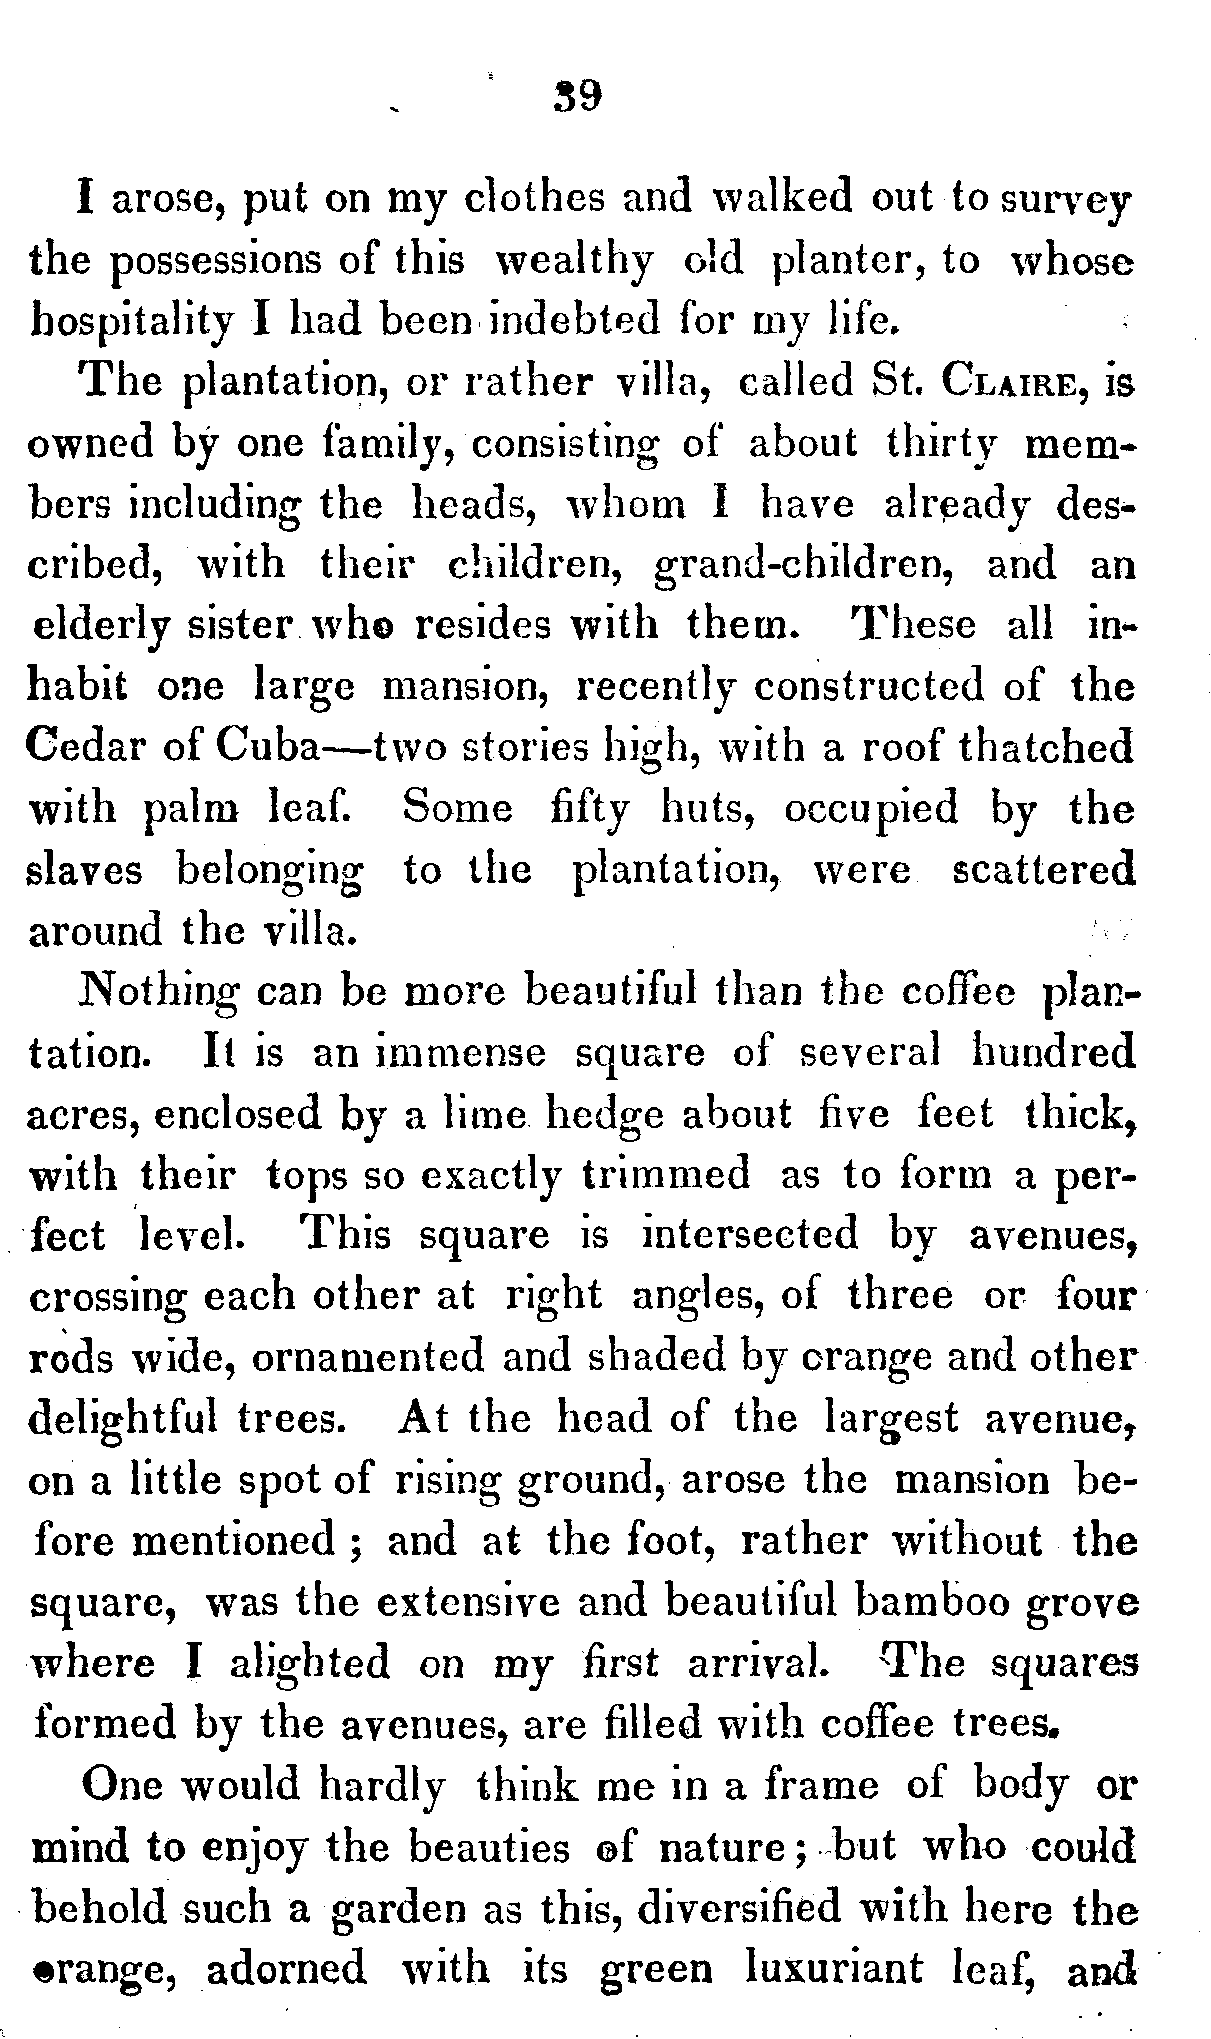 39
I arose, put on my clothes and walked out to survey
the possessions of this wealthy old planter, to whose
hospitality I had been indebted for my life.
The plantation, or rather villa, called St. CLAIRE, is
owned by one family, consisting of about thirty mem-
bers including the heads, whom I have already des-
cribed, with their children, grand-children, and an
elderly sister who resides with them. These all in-
habit one large mansion, recently constructed of the
Cedar of Cuba—two stories high, with a roof thatched
with palm leaf. Some fifty huts, occupied by the
slaves belonging to the plantation, were scattered
around the villa.
Nothing can be more beautiful than the coffee plan-
tation. It is an immense square of several hundred
acres, enclosed by a lime hedge about five feet thick,
with their tops so exactly trimmed as to form a per-
fect level. This square is intersected by avenues,
crossing each other at right angles, of three or four
rods wide, ornamented and shaded by orange and other
delightful trees. At the head of the largest avenue,
on a little spot of rising ground, arose the mansion be-
fore mentioned ; and at the foot, rather without the
square, was the extensive and beautiful bamboo grove
where I alighted on my first arrival. The squares
formed by the avenues, are filled with coffee trees.
One would hardly think me in a frame of body or
mind to enjoy the beauties of nature ; but who could
behold such a garden as this, diversified with here the
orange, adorned with its green luxuriant leaf, and